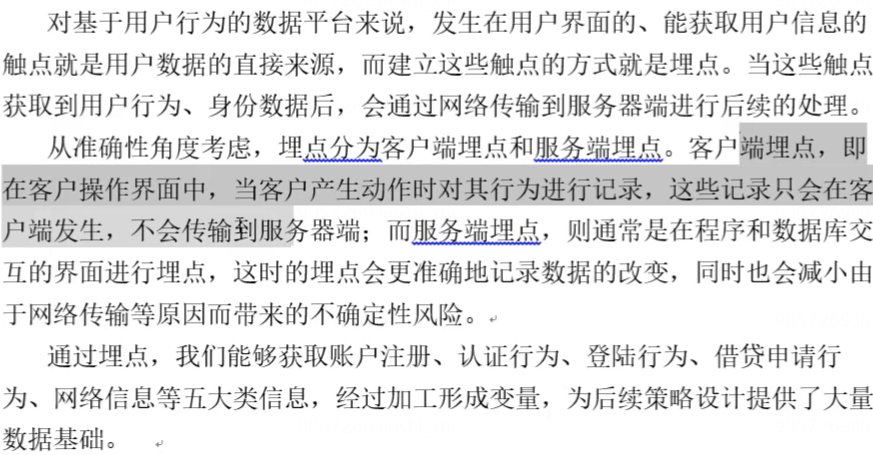 对基于用户行为的数据平台来说，发生在用户界面的、能获取用户信息的
触点就是用户数据的直接来源，而建立这些触点的方式就是埋点。当这些触点
获取到用户行为、身份数据后，会通过网络传输到服务器端进行后续的处理。
从准确性角度考虑，埋点分为客户端埋点和服务端埋点。客户端埋点，即
在客户操作界面中，当客户产生动作时对其行为进行记录，这些记录只会在客
户端发生，不会传输到服务器端；而服务端埋点，则通常是在程序和数据库交
互的界面进行埋点，这时的埋点会更准确地记录数据的改变，同时也会减小由
于网络传输等原因而带来的不确定性风险。
通过埋点，我们能够获取账户注册、认证行为、登陆行为、借贷申请行
为、网络信息等五大类信息，经过加工形成变量，为后续策略设计提供了大量
数据基础。